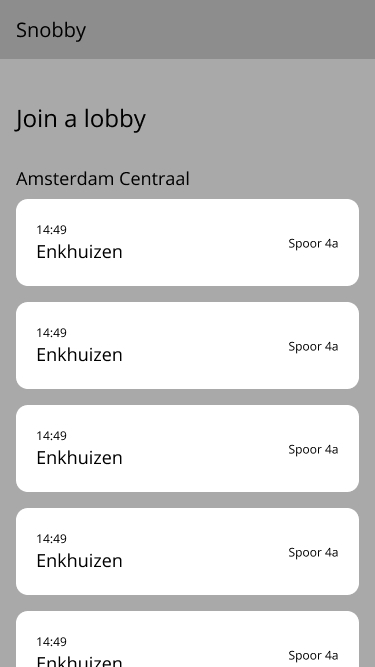 Snobby
Join a lobby
Amsterdam Centraal
14:49
Enkhuizen
Spoor 4a
14:49
Enkhuizen
Spoor 4a
14:49
Enkhuizen
Spoor 4a
14:49
Enkhuizen
Spoor 4a
14:49
Enkhuizen
Spoor 4a